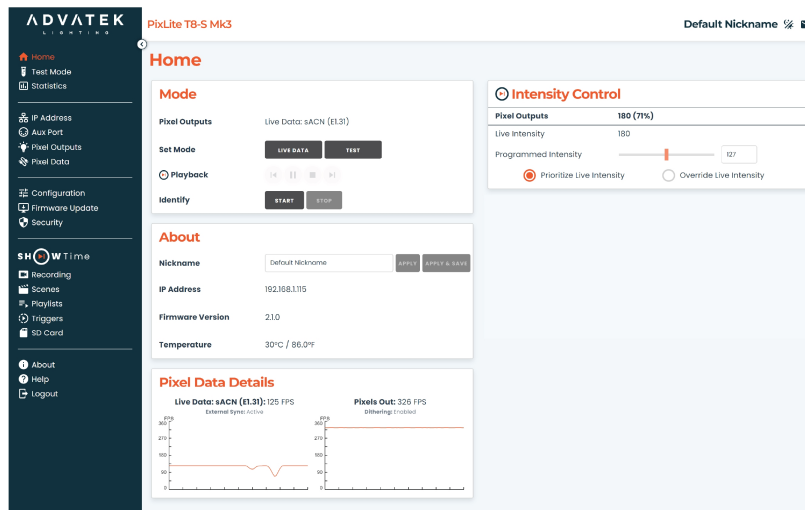 ADVATEK
LIGHTING
Home
Test Mode
Statistics
IP Address
Aux Port
Pixel Outputs
Pixel Data
Configuration
Firmware Update
Security
SHOWTime
Recording
Scenes
Playlists
Triggers
SD Card
About
Help
Logout
PixLite T8-S Mk3
Default Nickname
Home
Mode
Pixel Outputs Live Data: sACN (E1.31)
Set Mode LIVE DATA TEST
Playback
Identify START STOP
About
Nickname Default Nickname APPLY APPLY & SAVE
IP Address 192.168.1.115
Firmware Version 2.1.0
Temperature 30°C / 86.0°F
Pixel Data Details
Live Data: sACN (E1.31): 125 FPS
External Sync: Active
FPS
360
270
180
90
0
Pixels Out: 326 FPS
Dithering: Enabled
FPS
360
270
180
90
0
Intensity Control
Pixel Outputs 180 (71%)
Live Intensity 180
Programmed Intensity 127
Prioritize Live Intensity Override Live Intensity